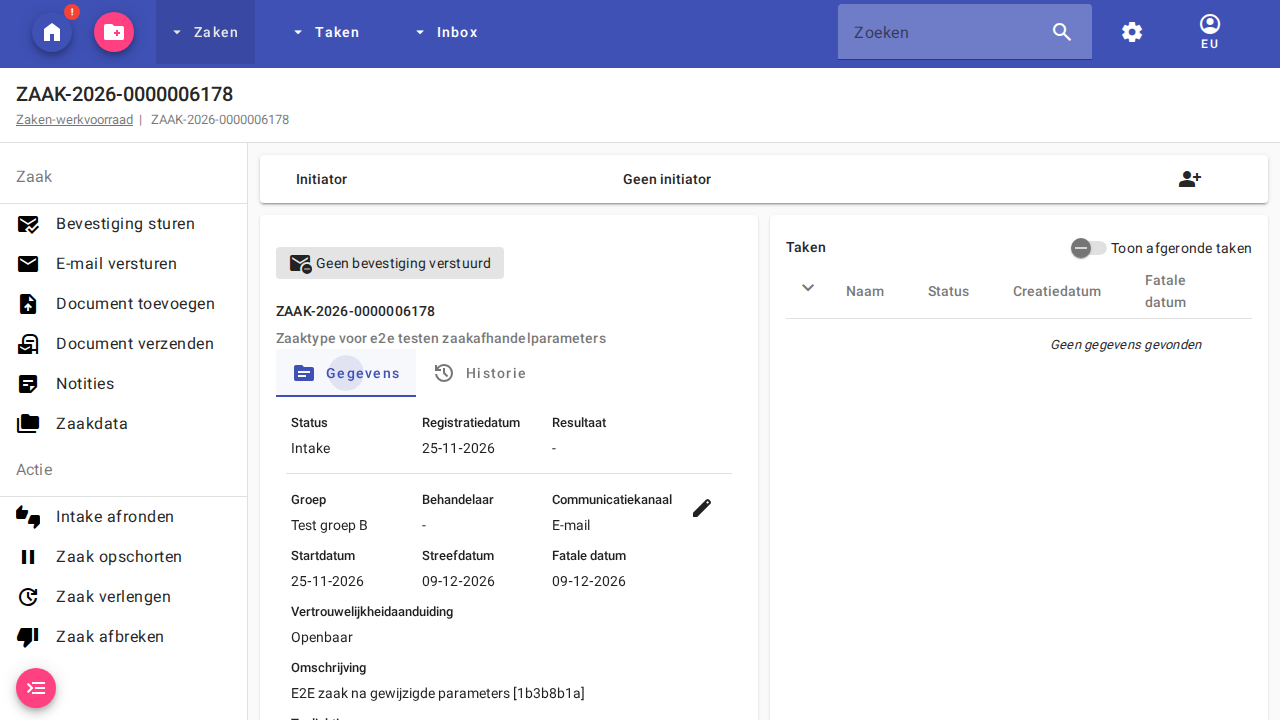 !
Zaken
Taken
Inbox
Zoeken
EU
ZAAK-2026-0000006178
Zaken-werkvoorraad | ZAAK-2026-0000006178
Zaak
Bevestiging sturen
E-mail versturen
Document toevoegen
Document verzenden
Notities
Zaakdata
Actie
Intake afronden
Zaak opschorten
Zaak verlengen
Zaak afbreken
Initiator Geen initiator
Geen bevestiging verstuurd
ZAAK-2026-0000006178
Zaaktype voor e2e testen zaakafhandelparameters
Gegevens Historie
Status Registratiedatum Resultaat
Intake 25-11-2026 -
Groep Behandelaar Communicatiekanaal
Test groep B - E-mail
Startdatum Streefdatum Fatale datum
25-11-2026 09-12-2026 09-12-2026
Vertrouwelijkheidaanduiding
Openbaar
Omschrijving
E2E zaak na gewijzigde parameters [1b3b8b1a]
Taken Toon afgeronde taken
Naam Status Creatiedatum Fatale datum
Geen gegevens gevonden